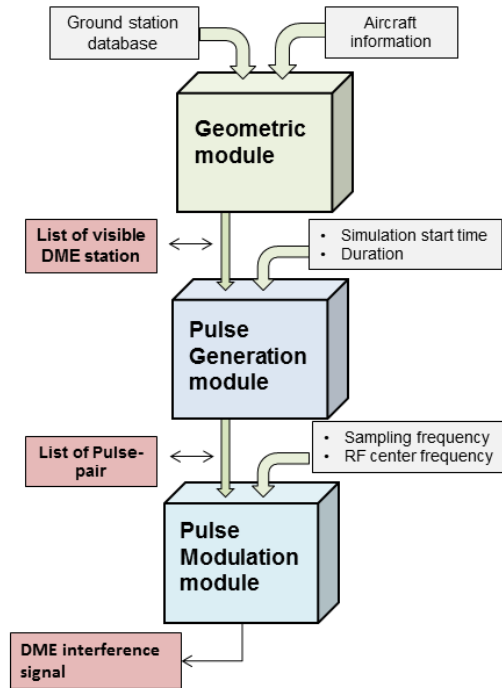 Ground station
database
Aircraft
information
Geometric
module
List of visible
DME station
• Simulation start time
• Duration
Pulse
Generation
module
List of Pulse-
pair
• Sampling frequency
• RF center frequency
Pulse
Modulation
module
DME interference
signal